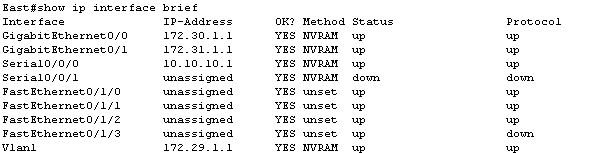 East#show ip interface brief
Interface IP-Address OK? Method Status Protocol
GigabitEthernet0/0 172.30.1.1 YES NVRAM up up
GigabitEthernet0/1 172.31.1.1 YES NVRAM up up
Serial0/0/0 10.10.10.1 YES NVRAM up up
Serial0/0/1 unassigned YES NVRAM down down
FastEthernet0/1/0 unassigned YES unset up up
FastEthernet0/1/1 unassigned YES unset up up
FastEthernet0/1/2 unassigned YES unset up up
FastEthernet0/1/3 unassigned YES unset up down
Vlan1 172.29.1.1 YES NVRAM up up